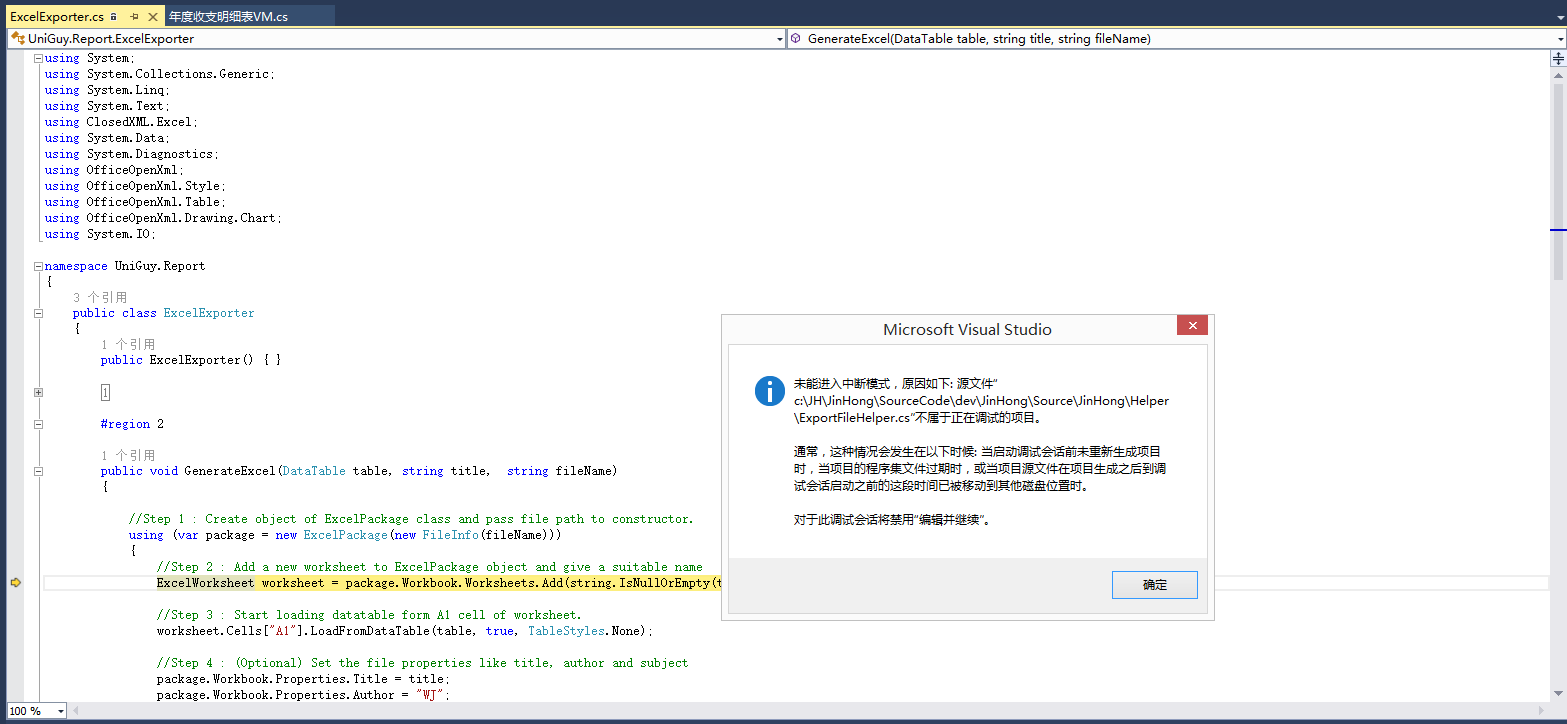 ExcelExporter.cs
年度收支明细表VM.cs
UniGuy.Report.ExcelExporter
GenerateExcel(DataTable table, string title, string fileName)
using System;
using System.Collections.Generic;
using System.Linq;
using System.Text;
using ClosedXML.Excel;
using System.Data;
using System.Diagnostics;
using OfficeOpenXml;
using OfficeOpenXml.Style;
using OfficeOpenXml.Table;
using OfficeOpenXml.Drawing.Chart;
using System.IO;
namespace UniGuy.Report
{
3 个引用
public class ExcelExporter
{
1 个引用
public ExcelExporter() { }
1
#region 2
1 个引用
public void GenerateExcel(DataTable table, string title, string fileName)
{
//Step 1 : Create object of ExcelPackage class and pass file path to constructor.
using (var package = new ExcelPackage(new FileInfo(fileName)))
{
//Step 2 : Add a new worksheet to ExcelPackage object and give a suitable name
ExcelWorksheet worksheet = package.Workbook.Worksheets.Add(string.IsNullOrEmpty(t
//Step 3 : Start loading datatable form A1 cell of worksheet.
worksheet.Cells["A1"].LoadFromDataTable(table, true, TableStyles.None);
//Step 4 : (Optional) Set the file properties like title, author and subject
package.Workbook.Properties.Title = title;
package.Workbook.Properties.Author = "WJ";
100 %
Microsoft Visual Studio
未能进入中断模式，原因如下: 源文件“
c:\JH\JinHong\SourceCode\dev\JinHong\Source\JinHong\Helper
\ExportFileHelper.cs”不属于正在调试的项目。
通常，这种情况会发生在以下时候: 当启动调试会话前未重新生成项目
时，当项目的程序集文件过期时，或当项目源文件在项目生成之后到调
试会话启动之前的这段时间已被移动到其他磁盘位置时。
对于此调试会话将禁用“编辑并继续”。
确定